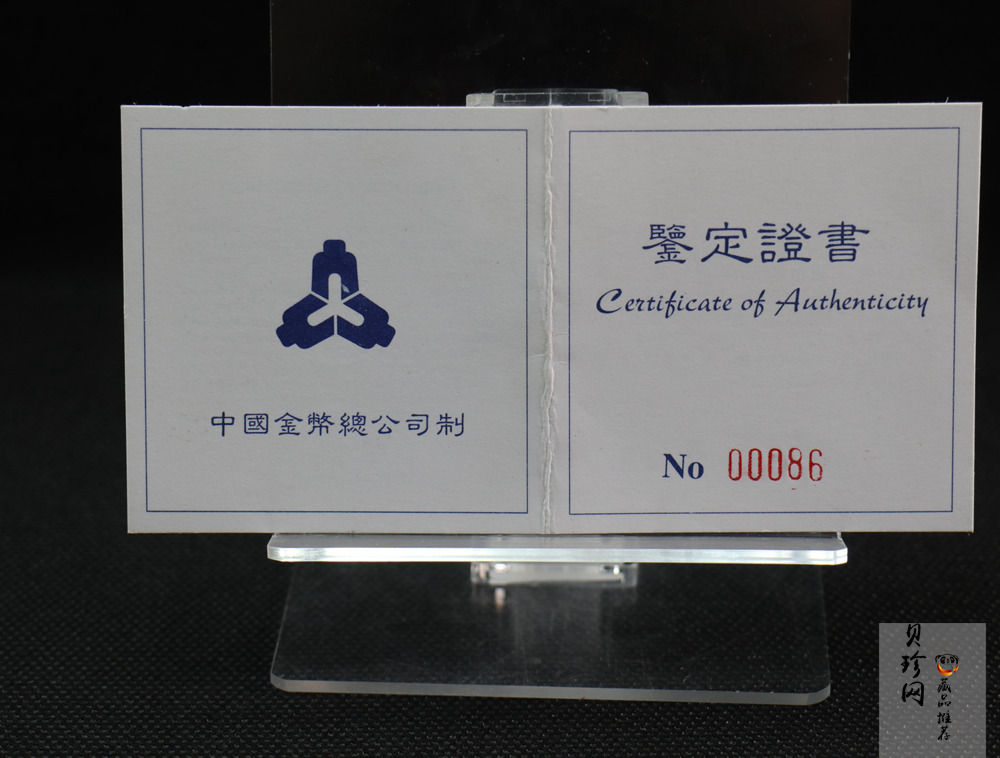 中國金幣總公司制
鑒定證書
Certificate of Authenticity
No 00086
贝珍网
藏品推荐